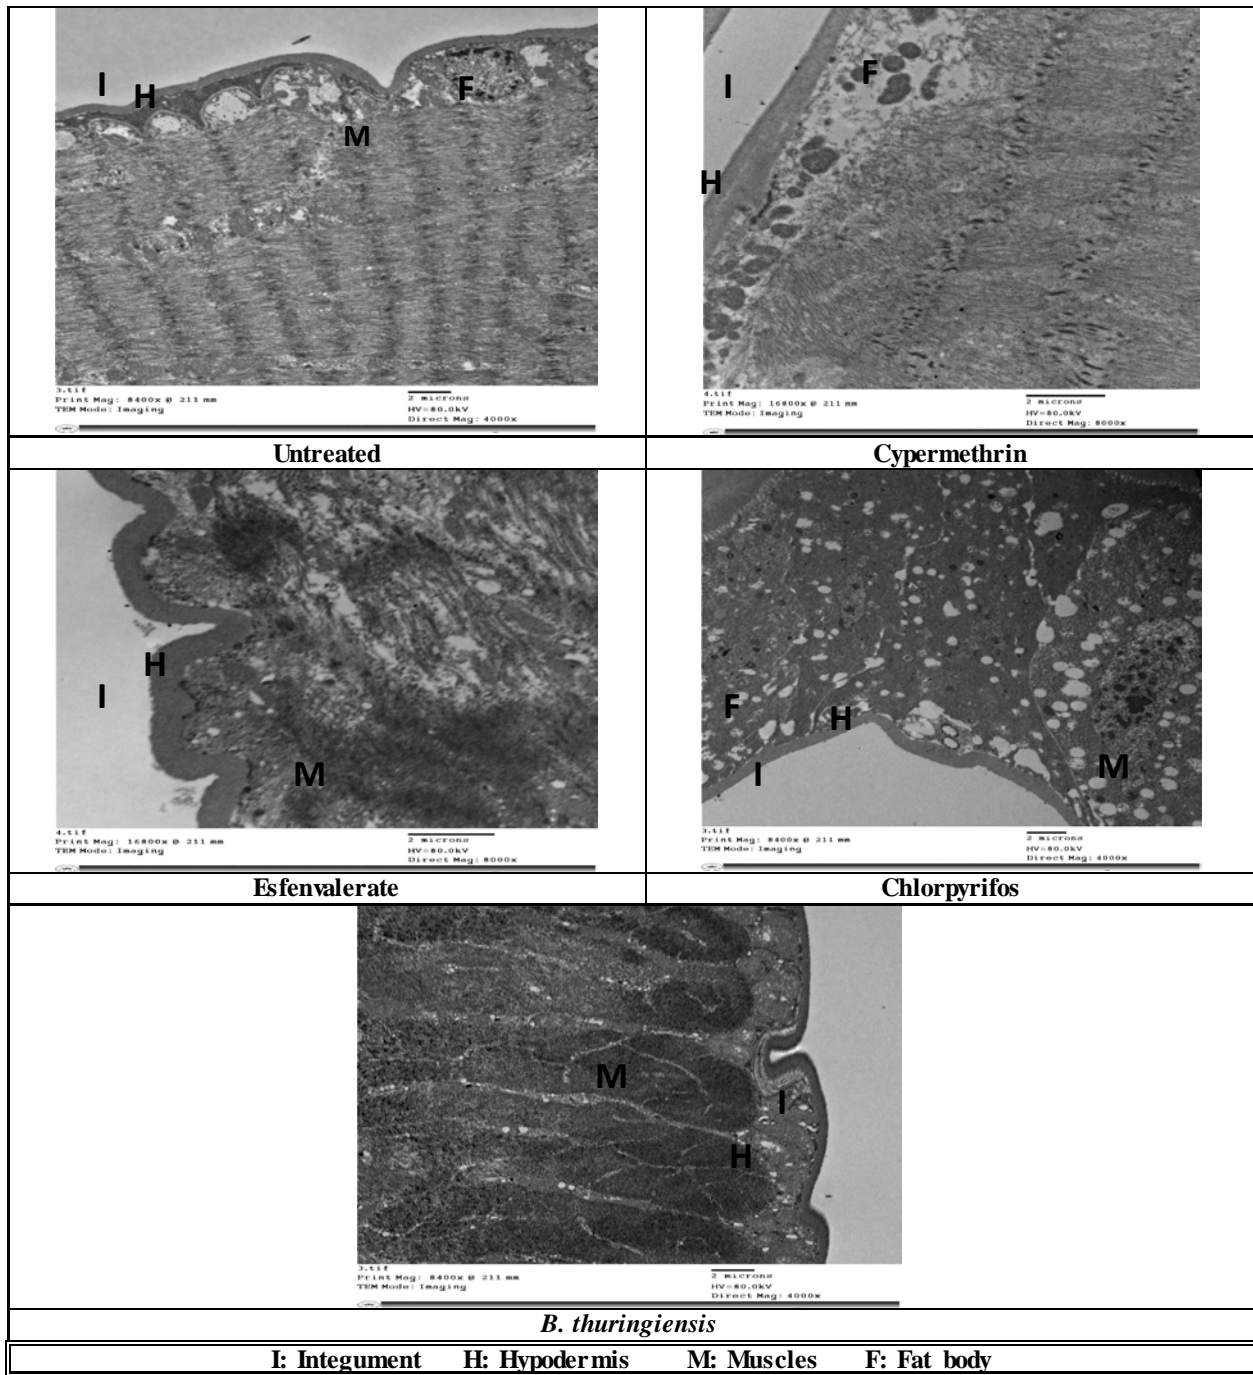 I
H
F
M
3.tif
Print Mag: 8400x @ 211 mm
TEM Mode: Imaging
2 microns
HV=80.0kV
Direct Mag: 4000x
Untreated
I
F
H
4.tif
Print Mag: 16800x @ 211 mm
TEM Mode: Imaging
2 microns
HV=80.0kV
Direct Mag: 8000x
Cypermethrin
H
I
M
4.tif
Print Mag: 16800x @ 211 mm
TEM Mode: Imaging
2 microns
HV=80.0kV
Direct Mag: 8000x
Esfenvalerate
F
H
I
M
3.tif
Print Mag: 8400x @ 211 mm
TEM Mode: Imaging
2 microns
HV=80.0kV
Direct Mag: 4000x
Chlorpyrifos
M
I
H
3.tif
Print Mag: 8400x @ 211 mm
TEM Mode: Imaging
2 microns
HV=80.0kV
Direct Mag: 4000x
B. thuringiensis
I: Integument H: Hypodermis M: Muscles F: Fat body